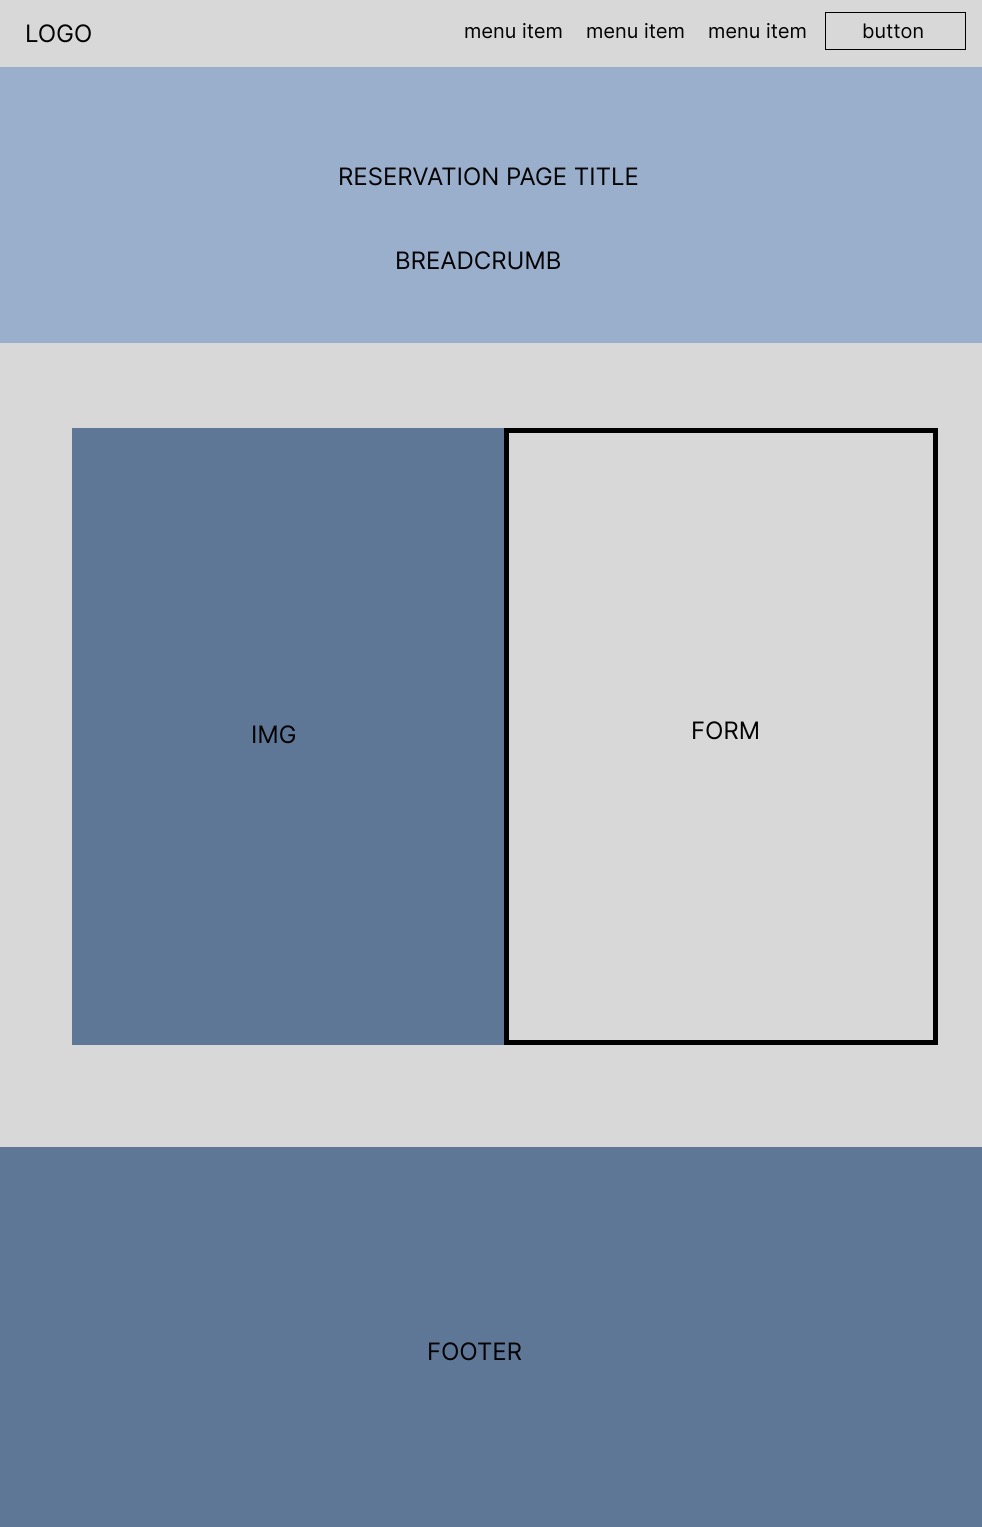 LOGO menu item menu item menu item button
RESERVATION PAGE TITLE
BREADCRUMB
IMG
FORM
FOOTER